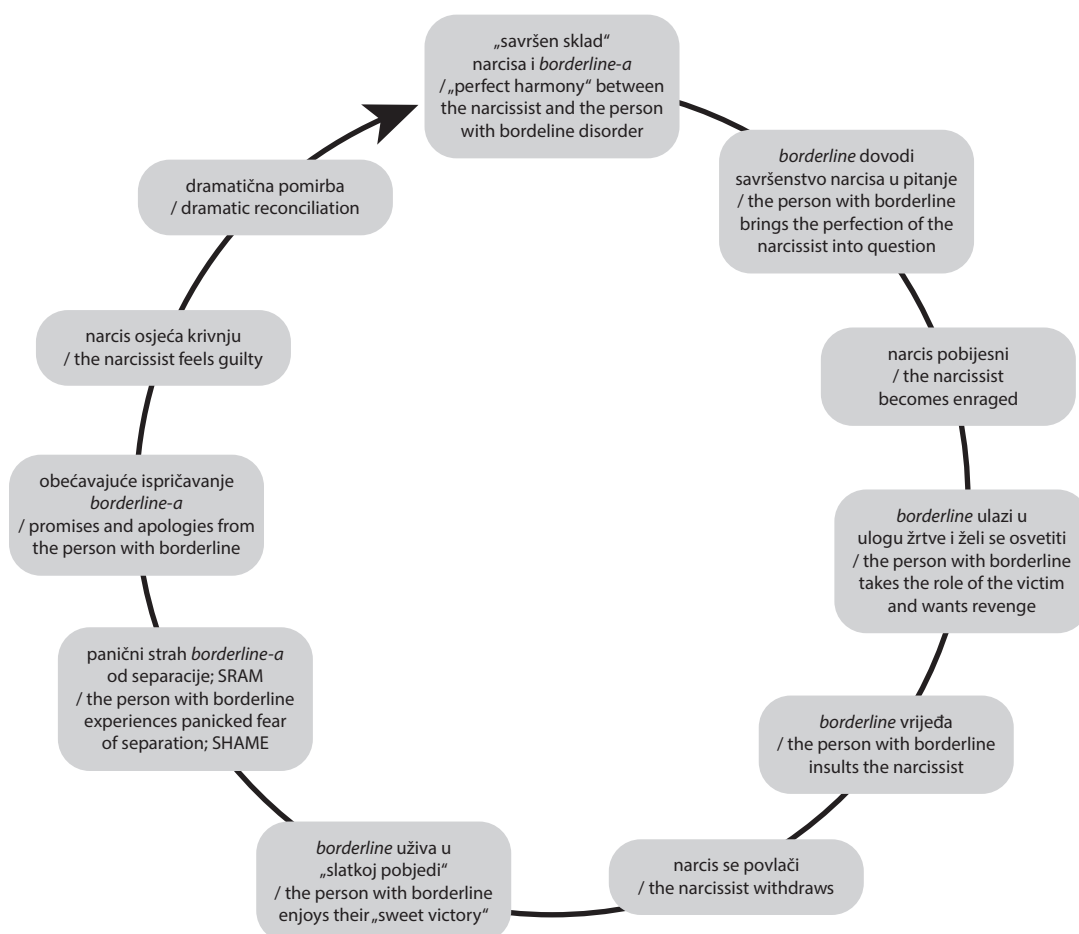 „savršen sklad“
narcisa i borderline-a
/ „perfect harmony“ between
the narcissist and the person
with bordeline disorder
borderline dovodi
savršenstvo narcisa u pitanje
/ the person with borderline
brings the perfection of the
narcissist into question
narcis pobijesni
/ the narcissist
becomes enraged
borderline ulazi u
ulogu žrtve i želi se osvetiti
/ the person with borderline
takes the role of the victim
and wants revenge
borderline vrijeđa
/ the person with borderline
insults the narcissist
narcis se povlači
/ the narcissist withdraws
borderline uživa u
„slatkoj pobjedi“
/ the person with borderline
enjoys their „sweet victory“
panični strah borderline-a
od separacije; SRAM
/ the person with borderline
experiences panicked fear
of separation; SHAME
obećavajuće ispričavanje
borderline-a
/ promises and apologies from
the person with borderline
narcis osjeća krivnju
/ the narcissist feels guilty
dramatična pomirba
/ dramatic reconciliation